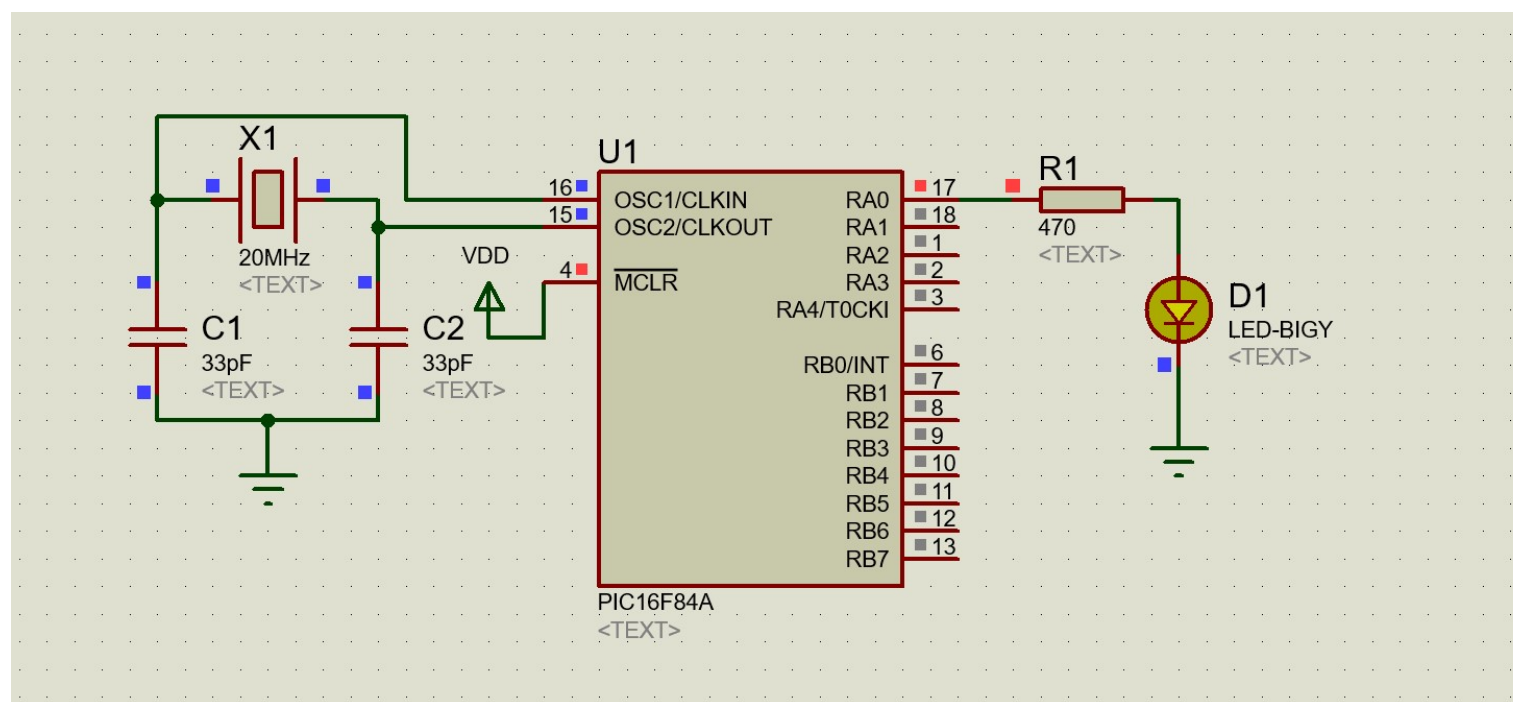 X1
20MHz
<TEXT>
C1
33pF
<TEXT>
C2
33pF
<TEXT>
VDD
U1
16
15
4
OSC1/CLKIN
OSC2/CLKOUT
MCLR
RA0
RA1
RA2
RA3
RA4/T0CKI
RB0/INT
RB1
RB2
RB3
RB4
RB5
RB6
RB7
17
18
1
2
3
6
7
8
9
10
11
12
13
PIC16F84A
<TEXT>
R1
470
<TEXT>
D1
LED-BIGY
<TEXT>